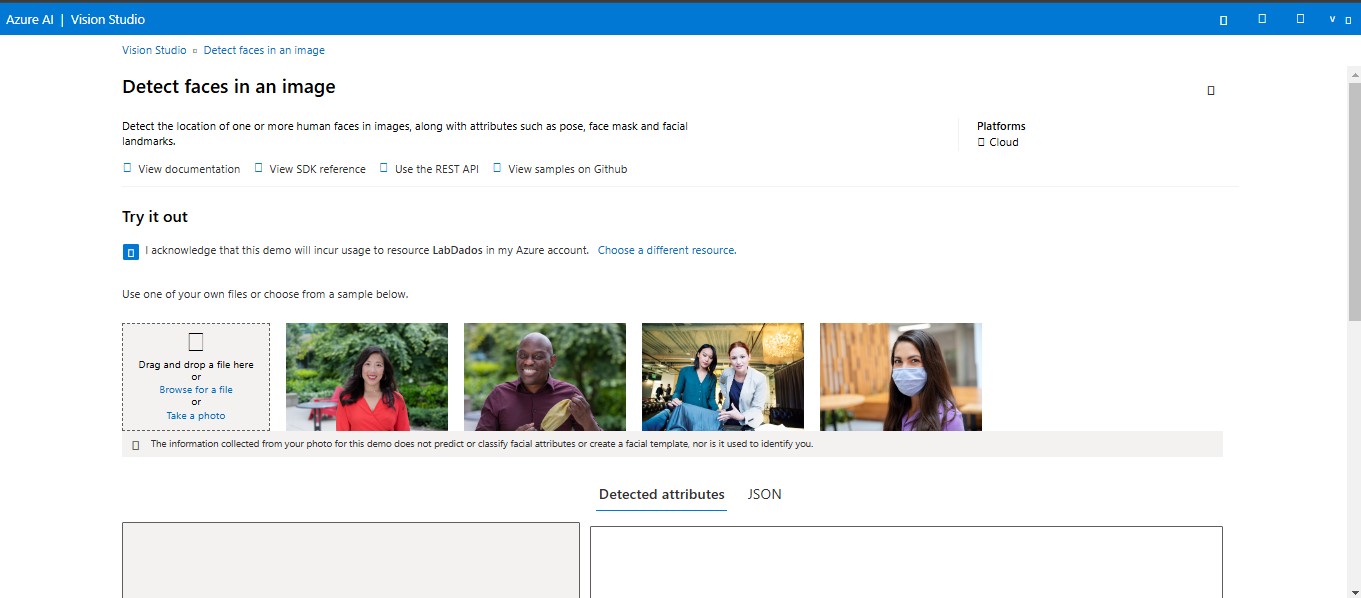 Azure AI | Vision Studio
v
Vision Studio
Detect faces in an image
Detect faces in an image
Detect the location of one or more human faces in images, along with attributes such as pose, face mask and facial
landmarks.
Platforms
Cloud
View documentation
View SDK reference
Use the REST API
View samples on Github
Try it out
I acknowledge that this demo will incur usage to resource LabDados in my Azure account. Choose a different resource.
Use one of your own files or choose from a sample below.
Drag and drop a file here
or
Browse for a file
or
Take a photo
The information collected from your photo for this demo does not predict or classify facial attributes or create a facial template, nor is it used to identify you.
Detected attributes
JSON